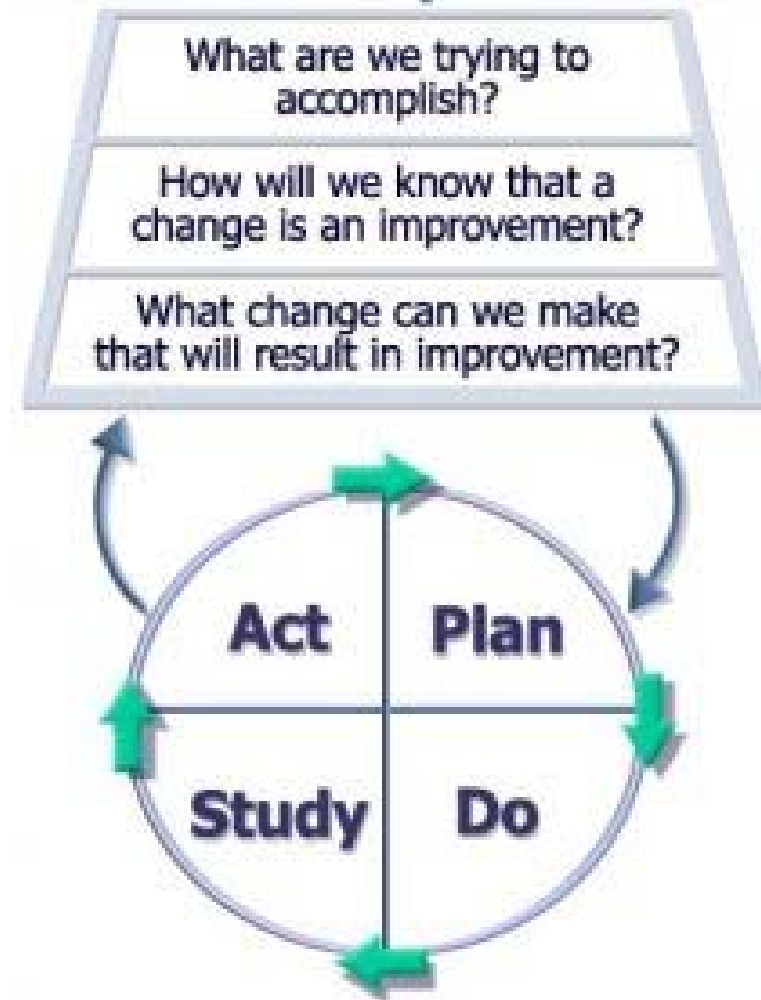 What are we trying to
accomplish?
How will we know that a
change is an improvement?
What change can we make
that will result in improvement?
Act
Plan
Study
Do